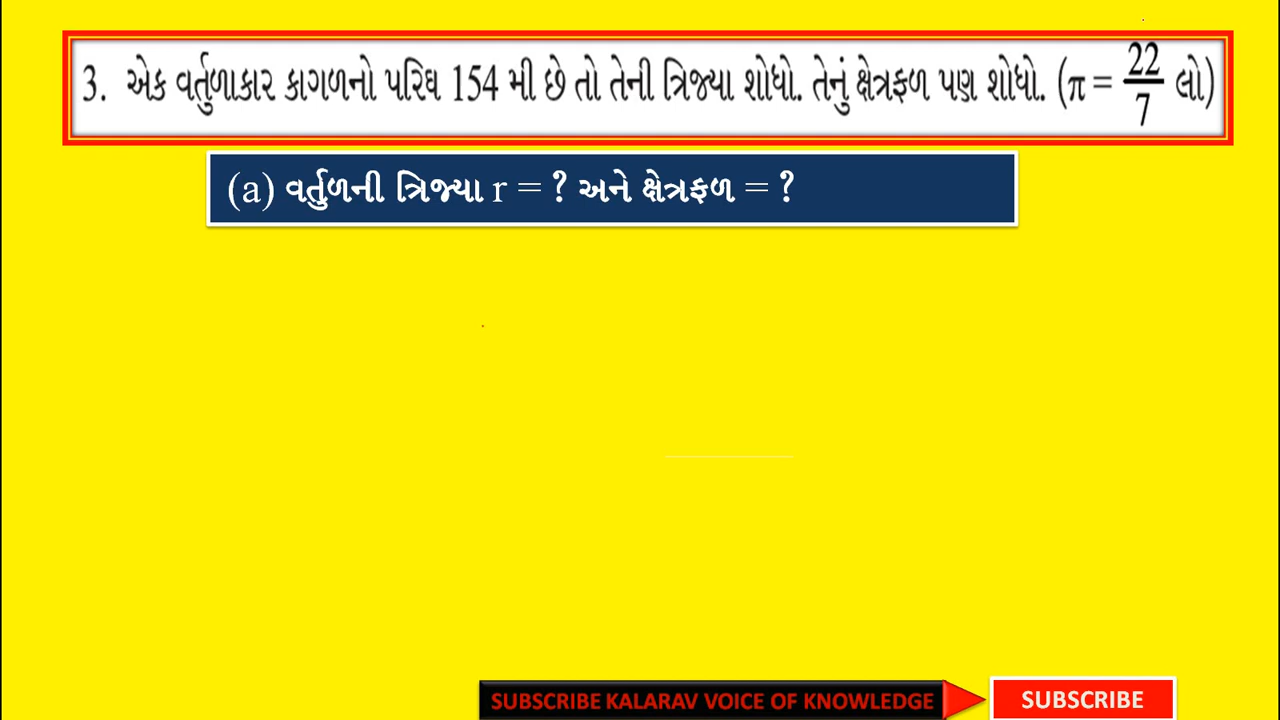 3. એક વર્તુળાકાર કાગળનો પરિઘ 154 મી છે તો તેની ત્રિજ્યા શોધો. તેનું ક્ષેત્રફળ પણ શોધો. (π = 22/7 લો)
(a) વર્તુળની ત્રિજ્યા r = ? અને ક્ષેત્રફળ = ?
SUBSCRIBE KALARAV VOICE OF KNOWLEDGE SUBSCRIBE